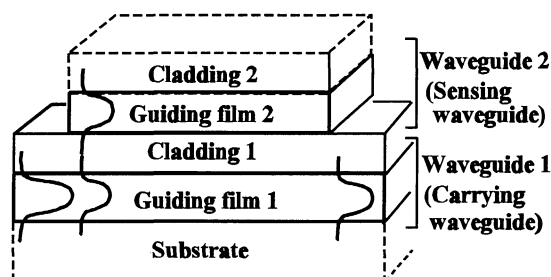 Cladding 2
Guiding film 2
Cladding 1
Guiding film 1
Substrate
Waveguide 2
(Sensing
waveguide)
Waveguide 1
(Carrying
waveguide)